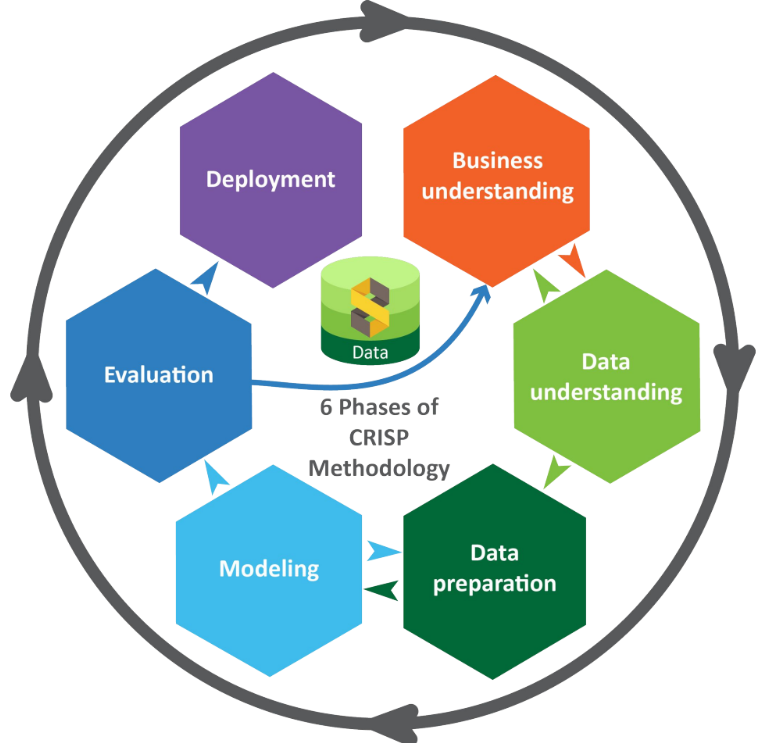 Deployment
Business
understanding
Data
Evaluation
Data
understanding
6 Phases of
CRISP
Methodology
Modeling
Data
preparation